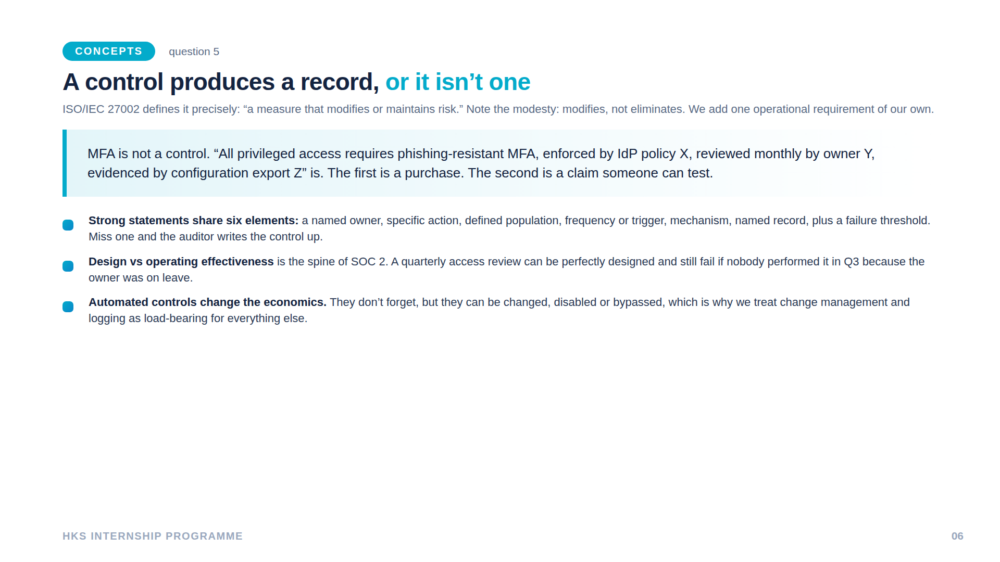 CONCEPTS question 5
A control produces a record, or it isn’t one
ISO/IEC 27002 defines it precisely: “a measure that modifies or maintains risk.” Note the modesty: modifies, not eliminates. We add one operational requirement of our own.
MFA is not a control. “All privileged access requires phishing-resistant MFA, enforced by IdP policy X, reviewed monthly by owner Y,
evidenced by configuration export Z” is. The first is a purchase. The second is a claim someone can test.
Strong statements share six elements: a named owner, specific action, defined population, frequency or trigger, mechanism, named record, plus a failure threshold.
Miss one and the auditor writes the control up.
Design vs operating effectiveness is the spine of SOC 2. A quarterly access review can be perfectly designed and still fail if nobody performed it in Q3 because the
owner was on leave.
Automated controls change the economics. They don’t forget, but they can be changed, disabled or bypassed, which is why we treat change management and
logging as load-bearing for everything else.
HKS INTERNSHIP PROGRAMME
06